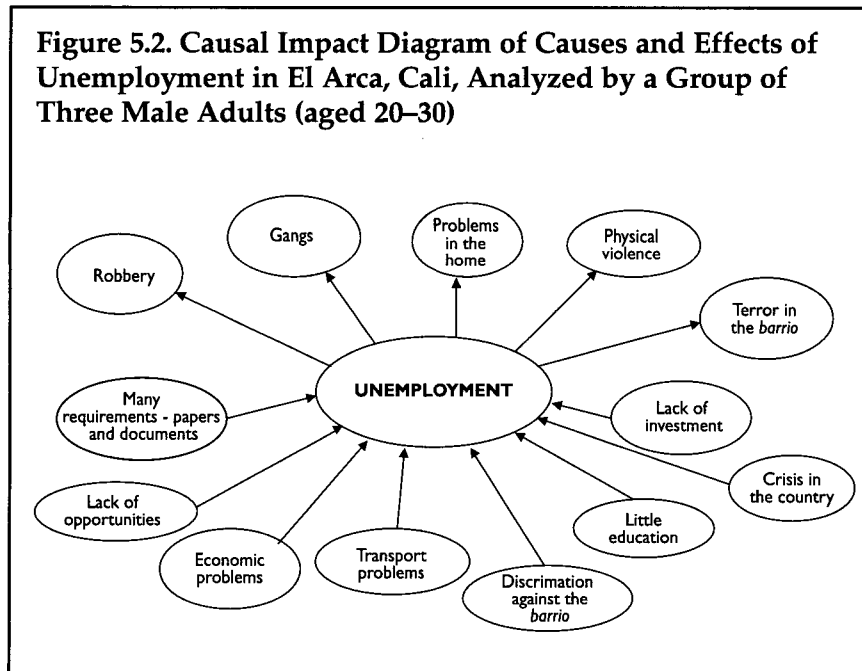 Figure 5.2. Causal Impact Diagram of Causes and Effects of
Unemployment in El Arca, Cali, Analyzed by a Group of
Three Male Adults (aged 20–30)
Robbery
Gangs
Problems
in the
home
Physical
violence
Terror in
the barrio
UNEMPLOYMENT
Many
requirements - papers
and documents
Lack of
investment
Lack of
opportunities
Crisis in
the country
Economic
problems
Transport
problems
Discrimation
against the
barrio
Little
education